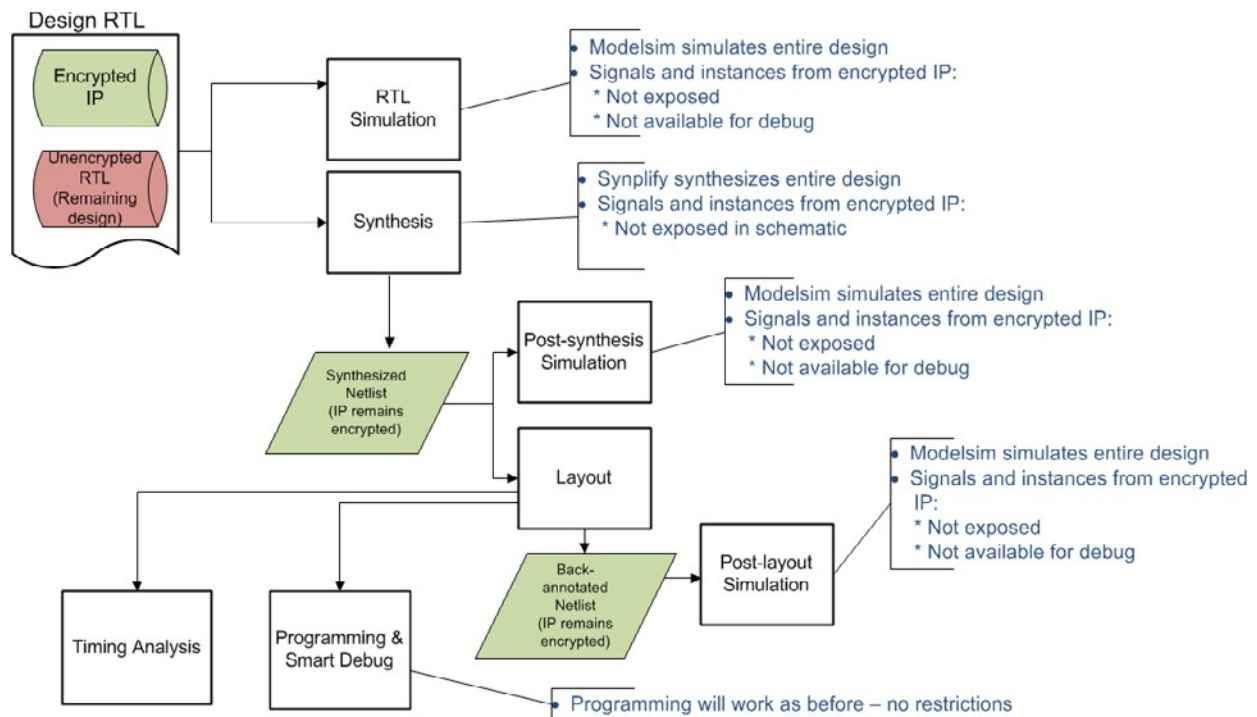 Design RTL
Encrypted
IP
Unencrypted
RTL
(Remaining
design)
RTL
Simulation
• Modelsim simulates entire design
• Signals and instances from encrypted IP:
* Not exposed
* Not available for debug
Synthesis
• Synplify synthesizes entire design
• Signals and instances from encrypted IP:
* Not exposed in schematic
Synthesized
Netlist
(IP remains
encrypted)
Post-synthesis
Simulation
• Modelsim simulates entire design
• Signals and instances from encrypted IP:
* Not exposed
* Not available for debug
Layout
Back-
annotated
Netlist
(IP remains
encrypted)
Post-layout
Simulation
• Modelsim simulates entire design
• Signals and instances from encrypted
IP:
* Not exposed
* Not available for debug
Timing Analysis
Programming &
Smart Debug
• Programming will work as before – no restrictions